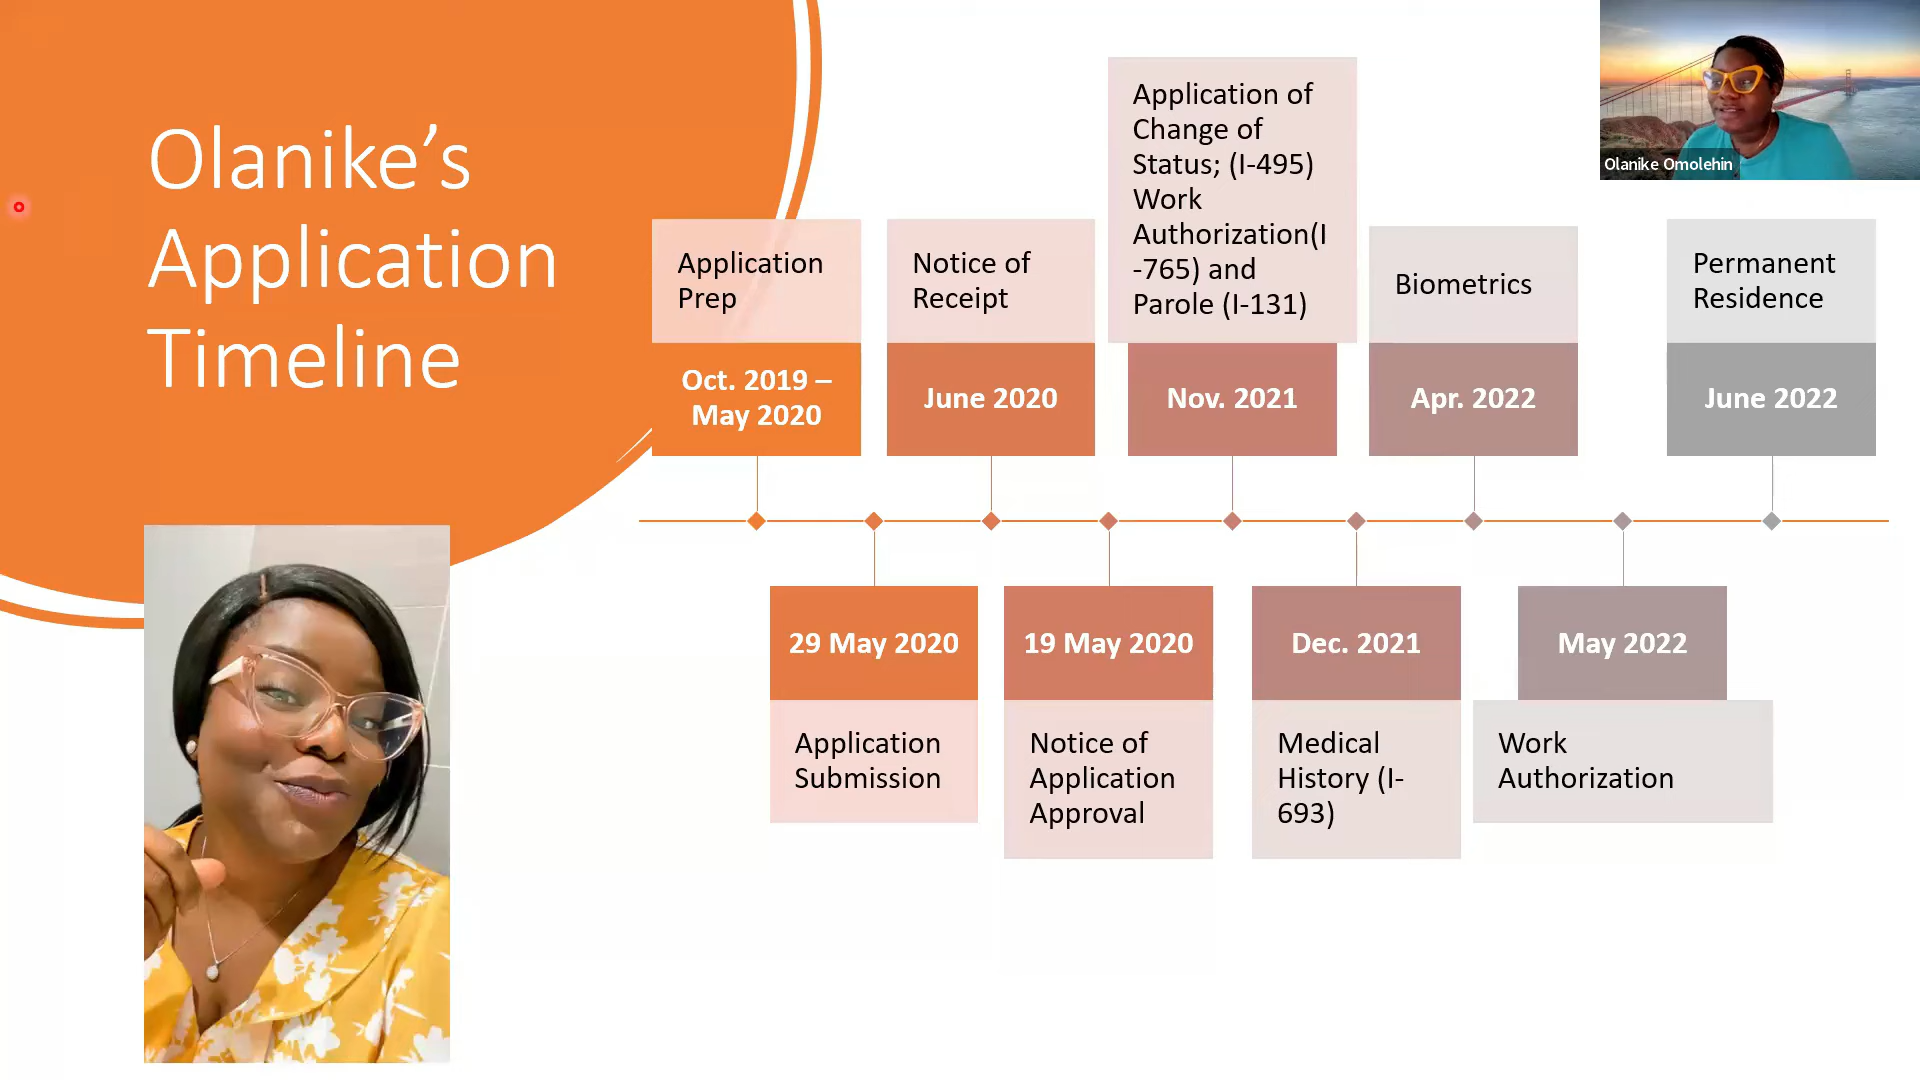 Olanike’s
Application
Timeline
Olanike Omolehin
Application
Prep
Oct. 2019 –
May 2020
29 May 2020
Application
Submission
Notice of
Receipt
June 2020
19 May 2020
Notice of
Application
Approval
Application of
Change of
Status; (I-495)
Work
Authorization(I
-765) and
Parole (I-131)
Nov. 2021
Dec. 2021
Medical
History (I-
693)
Biometrics
Apr. 2022
May 2022
Work
Authorization
Permanent
Residence
June 2022